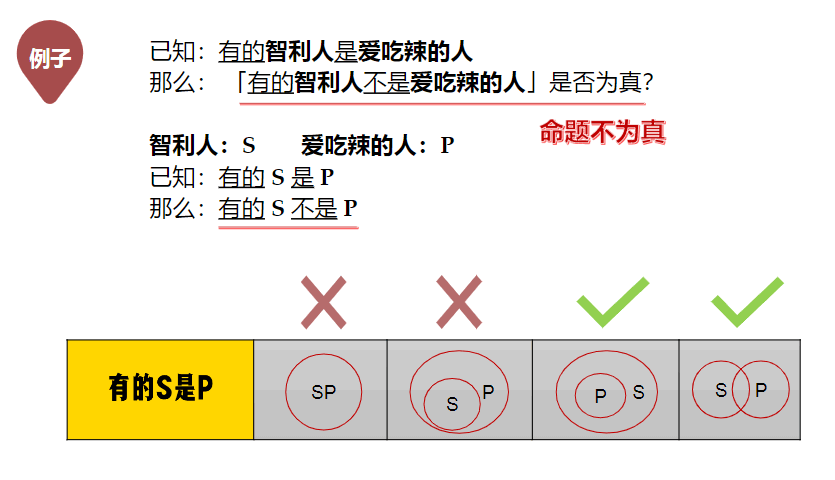 例子
已知：有的智利人是爱吃辣的人
那么：「有的智利人不是爱吃辣的人」是否为真？
命题不为真
智利人：S 爱吃辣的人：P
已知：有的 S 是 P
那么：有的 S 不是 P
有的S是P
SP
S P
P S
S P